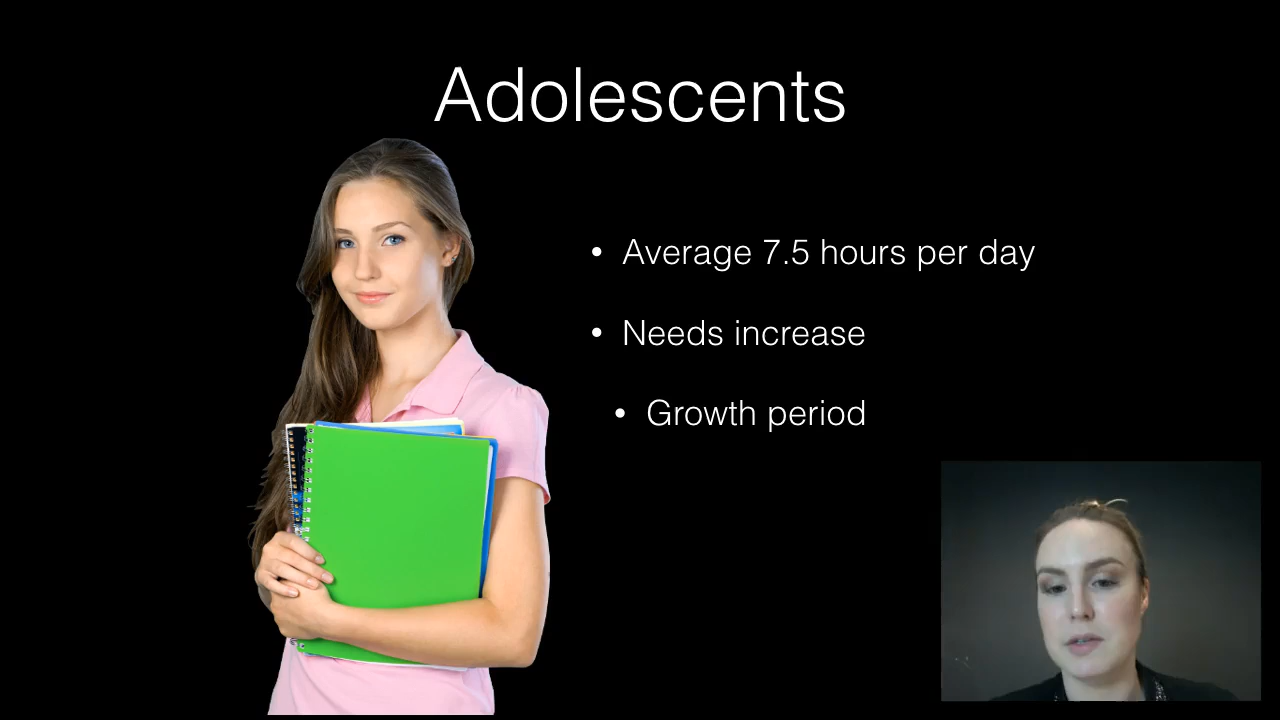 Adolescents
• Average 7.5 hours per day
• Needs increase
• Growth period